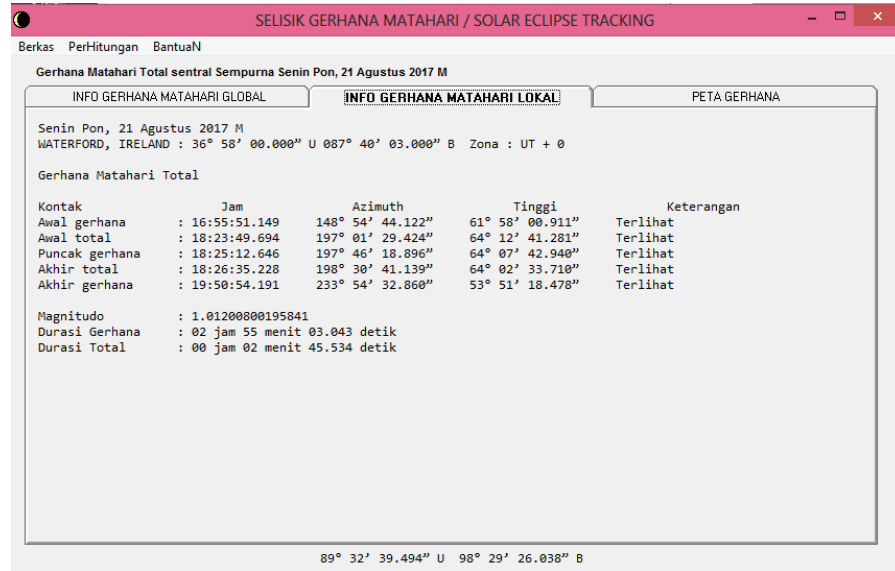 SELISIK GERHANA MATAHARI / SOLAR ECLIPSE TRACKING
Berkas PerHitungan BantuaN
Gerhana Matahari Total sentral Sempurna Senin Pon, 21 Agustus 2017 M
INFO GERHANA MATAHARI GLOBAL INFO GERHANA MATAHARI LOKAL PETA GERHANA
Senin Pon, 21 Agustus 2017 M
WATERFORD, IRELAND : 36° 58’ 00.000” U 087° 40’ 03.000” B Zona : UT + 0
Gerhana Matahari Total
Kontak Jam Azimuth Tinggi Keterangan
Awal gerhana : 16:55:51.149 148° 54’ 44.122” 61° 58’ 00.911” Terlihat
Awal total : 18:23:49.694 197° 01’ 29.424” 64° 12’ 41.281” Terlihat
Puncak gerhana : 18:25:12.646 197° 46’ 18.896” 64° 07’ 42.940” Terlihat
Akhir total : 18:26:35.228 198° 30’ 41.139” 64° 02’ 33.710” Terlihat
Akhir gerhana : 19:50:54.191 233° 54’ 32.860” 53° 51’ 18.478” Terlihat
Magnitudo : 1.01200800195841
Durasi Gerhana : 02 jam 55 menit 03.043 detik
Durasi Total : 00 jam 02 menit 45.534 detik
89° 32’ 39.494” U 98° 29’ 26.038” B